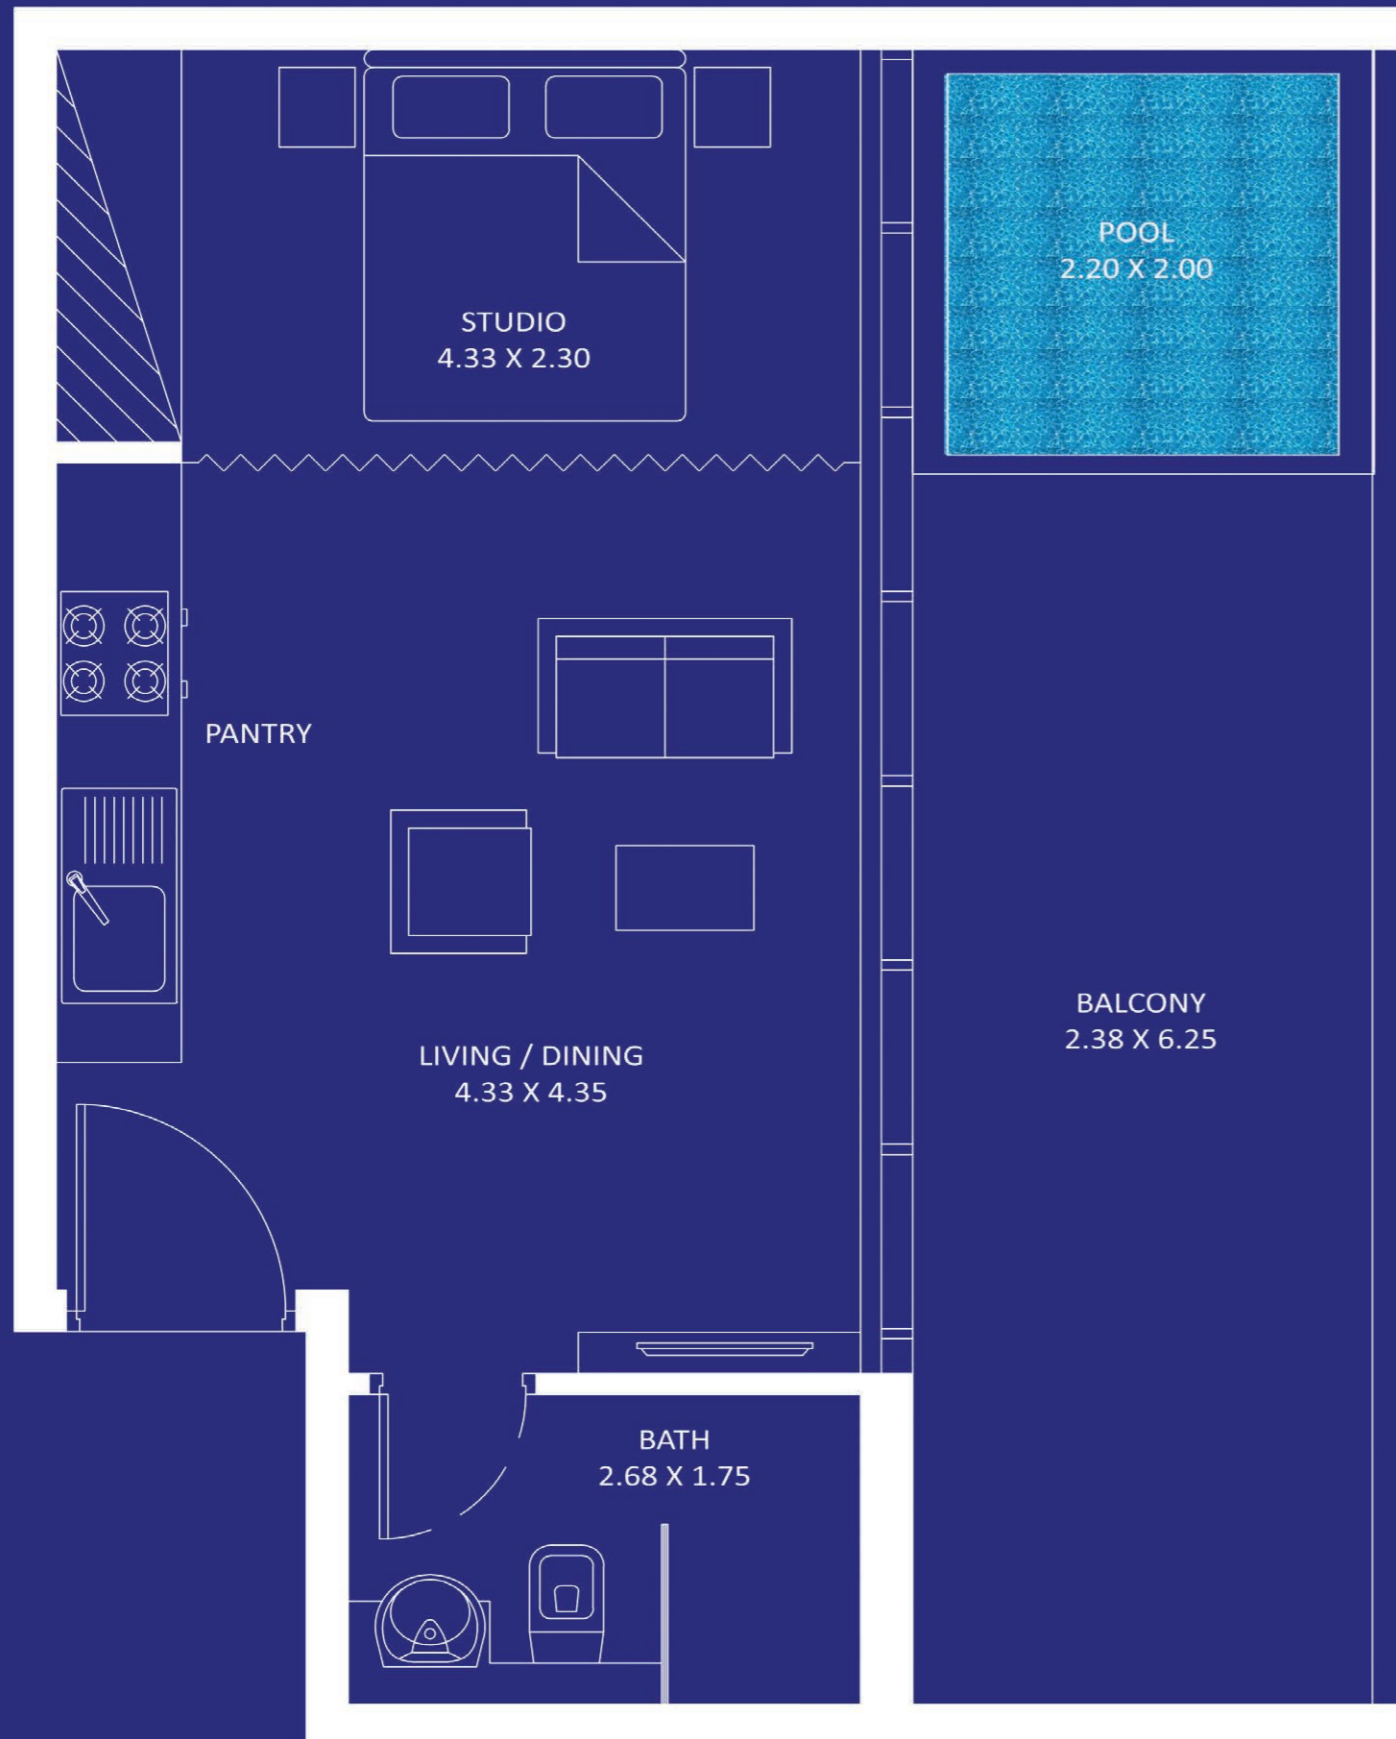 POOL
2.20 X 2.00
STUDIO
4.33 X 2.30
PANTRY
BALCONY
2.38 X 6.25
LIVING / DINING
4.33 X 4.35
BATH
2.68 X 1.75